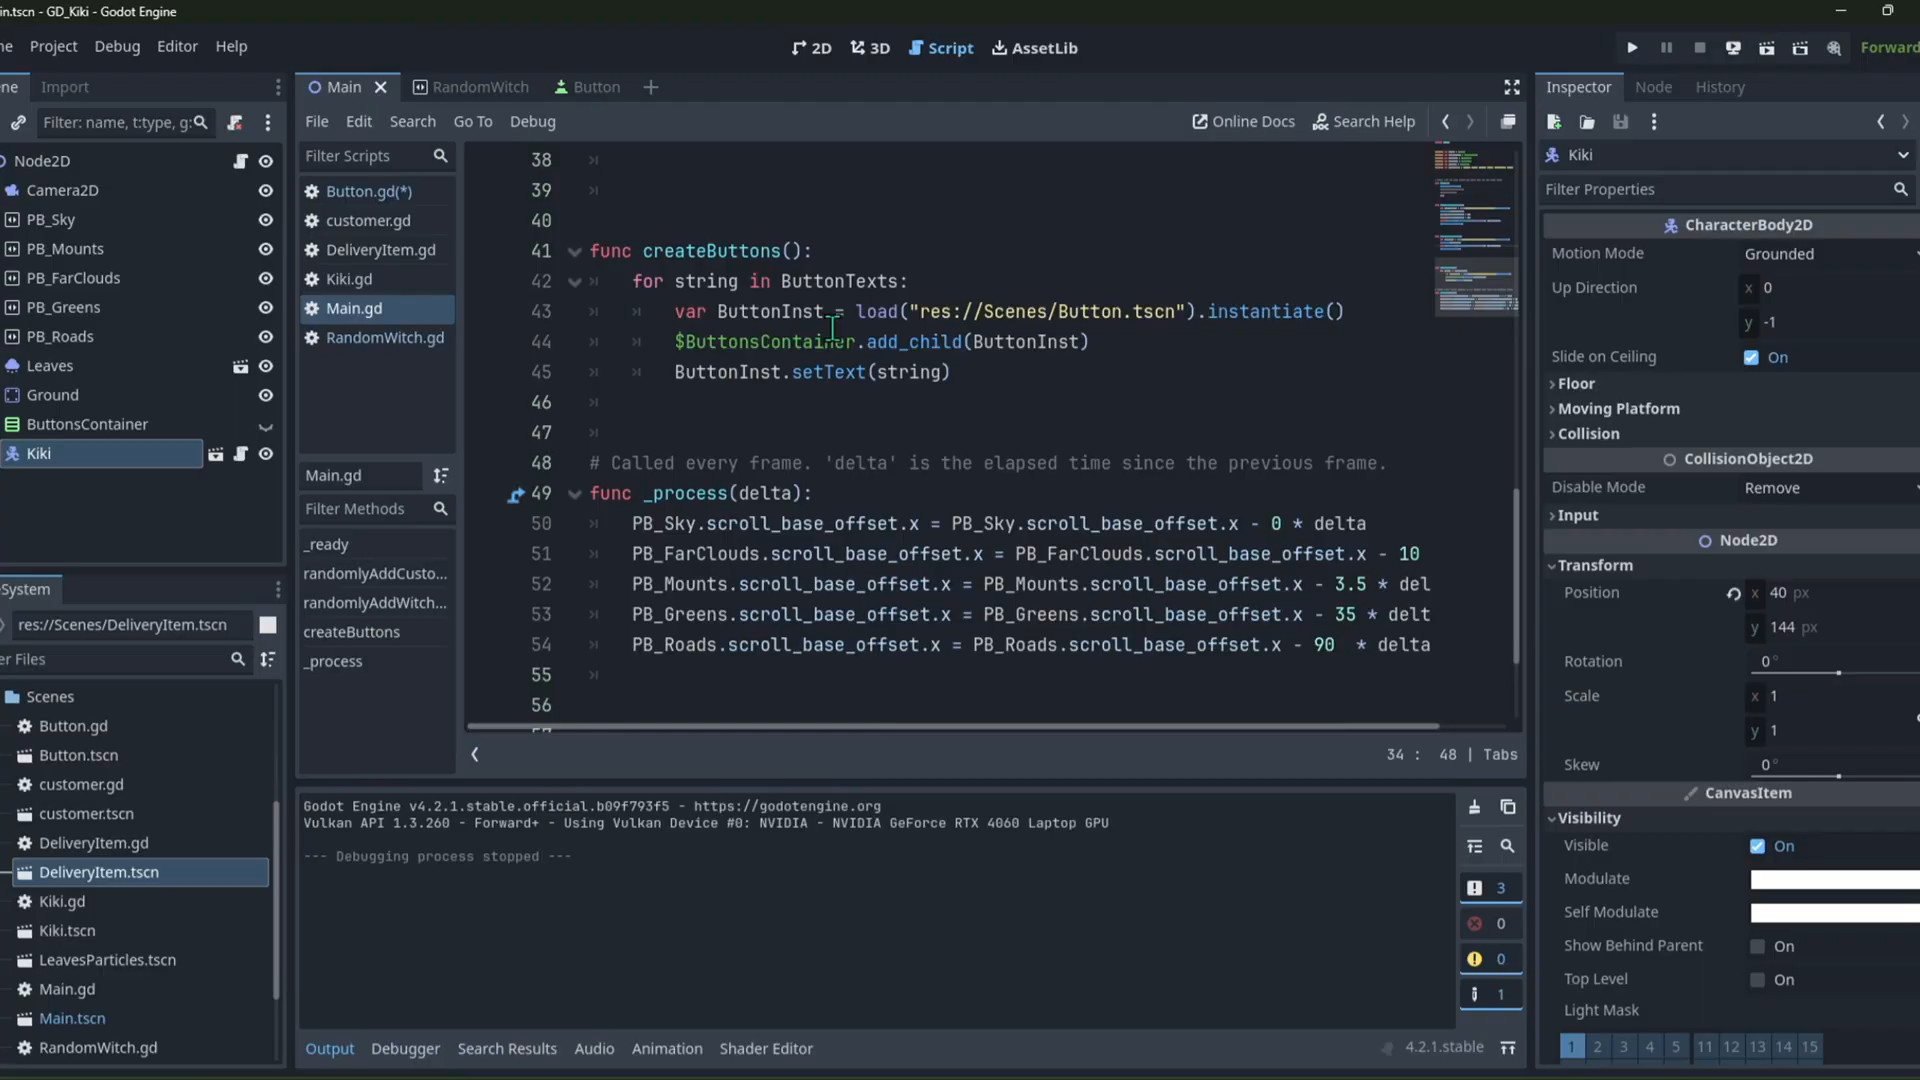 in.tscn - GD_Kiki - Godot Engine
ne Project Debug Editor Help
2D 3D Script AssetLib
Forward
ne Import
Filter: name, t:type, g:
Node2D
Camera2D
PB_Sky
PB_Mounts
PB_FarClouds
PB_Greens
PB_Roads
Leaves
Ground
ButtonsContainer
Kiki
eSystem
res://Scenes/DeliveryItem.tscn
er Files
Scenes
Button.gd
Button.tscn
customer.gd
customer.tscn
DeliveryItem.gd
DeliveryItem.tscn
Kiki.gd
Kiki.tscn
LeavesParticles.tscn
Main.gd
Main.tscn
RandomWitch.gd
Main RandomWitch Button
File Edit Search Go To Debug
Online Docs Search Help
Filter Scripts
Button.gd(*)
customer.gd
DeliveryItem.gd
Kiki.gd
Main.gd
RandomWitch.gd
Main.gd
Filter Methods
_ready
randomlyAddCusto...
randomlyAddWitch...
createButtons
_process
38
39
40
41 func createButtons():
42 for string in ButtonTexts:
43 var ButtonInst = load("res://Scenes/Button.tscn").instantiate()
44 $ButtonsContainer.add_child(ButtonInst)
45 ButtonInst.setText(string)
46
47
48 # Called every frame. 'delta' is the elapsed time since the previous frame.
49 func _process(delta):
50 PB_Sky.scroll_base_offset.x = PB_Sky.scroll_base_offset.x - 0 * delta
51 PB_FarClouds.scroll_base_offset.x = PB_FarClouds.scroll_base_offset.x - 10
52 PB_Mounts.scroll_base_offset.x = PB_Mounts.scroll_base_offset.x - 3.5 * del
53 PB_Greens.scroll_base_offset.x = PB_Greens.scroll_base_offset.x - 35 * delt
54 PB_Roads.scroll_base_offset.x = PB_Roads.scroll_base_offset.x - 90 * delta
55
56
34 : 48 | Tabs
Godot Engine v4.2.1.stable.official.b09f793f5 - https://godotengine.org
Vulkan API 1.3.260 - Forward+ - Using Vulkan Device #0: NVIDIA - NVIDIA GeForce RTX 4060 Laptop GPU
--- Debugging process stopped ---
3
0
0
1
Output Debugger Search Results Audio Animation Shader Editor
4.2.1.stable
Inspector Node History
Kiki
Filter Properties
CharacterBody2D
Motion Mode Grounded
Up Direction x 0
y -1
Slide on Ceiling On
Floor
Moving Platform
Collision
CollisionObject2D
Disable Mode Remove
Input
Node2D
Transform
Position x 40 px
y 144 px
Rotation 0 °
Scale x 1
y 1
Skew 0 °
CanvasItem
Visibility
Visible On
Modulate
Self Modulate
Show Behind Parent On
Top Level On
Light Mask
1 2 3 4 5 11 12 13 14 15